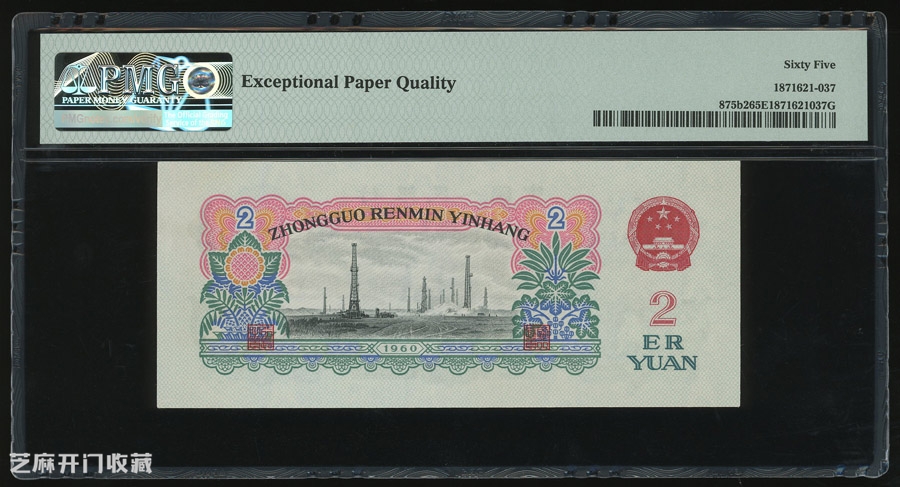 PMG
PAPER MONEY GUARANTY
Exceptional Paper Quality
Sixty Five
1871621-037
875b265E1871621037G
ZHONGGUO RENMIN YINHANG
2
2
2
ER
YUAN
1960
芝麻开门收藏